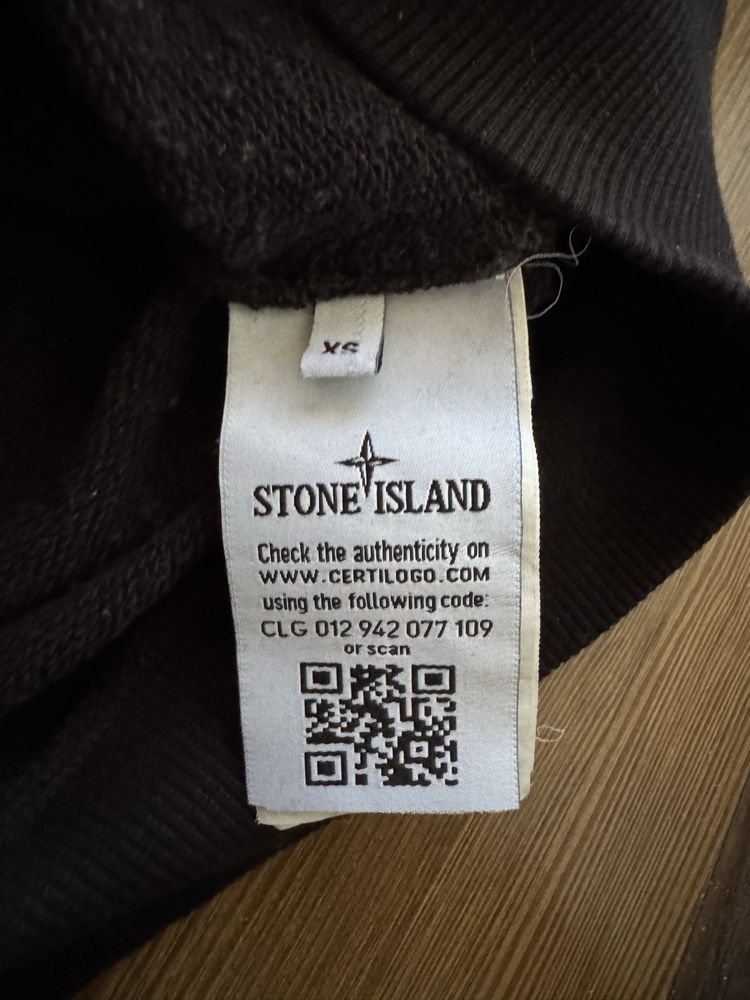 XS
STONE ISLAND
Check the authenticity on
WWW.CERTILOGO.COM
using the following code:
CLG 012 942 077 109
or scan